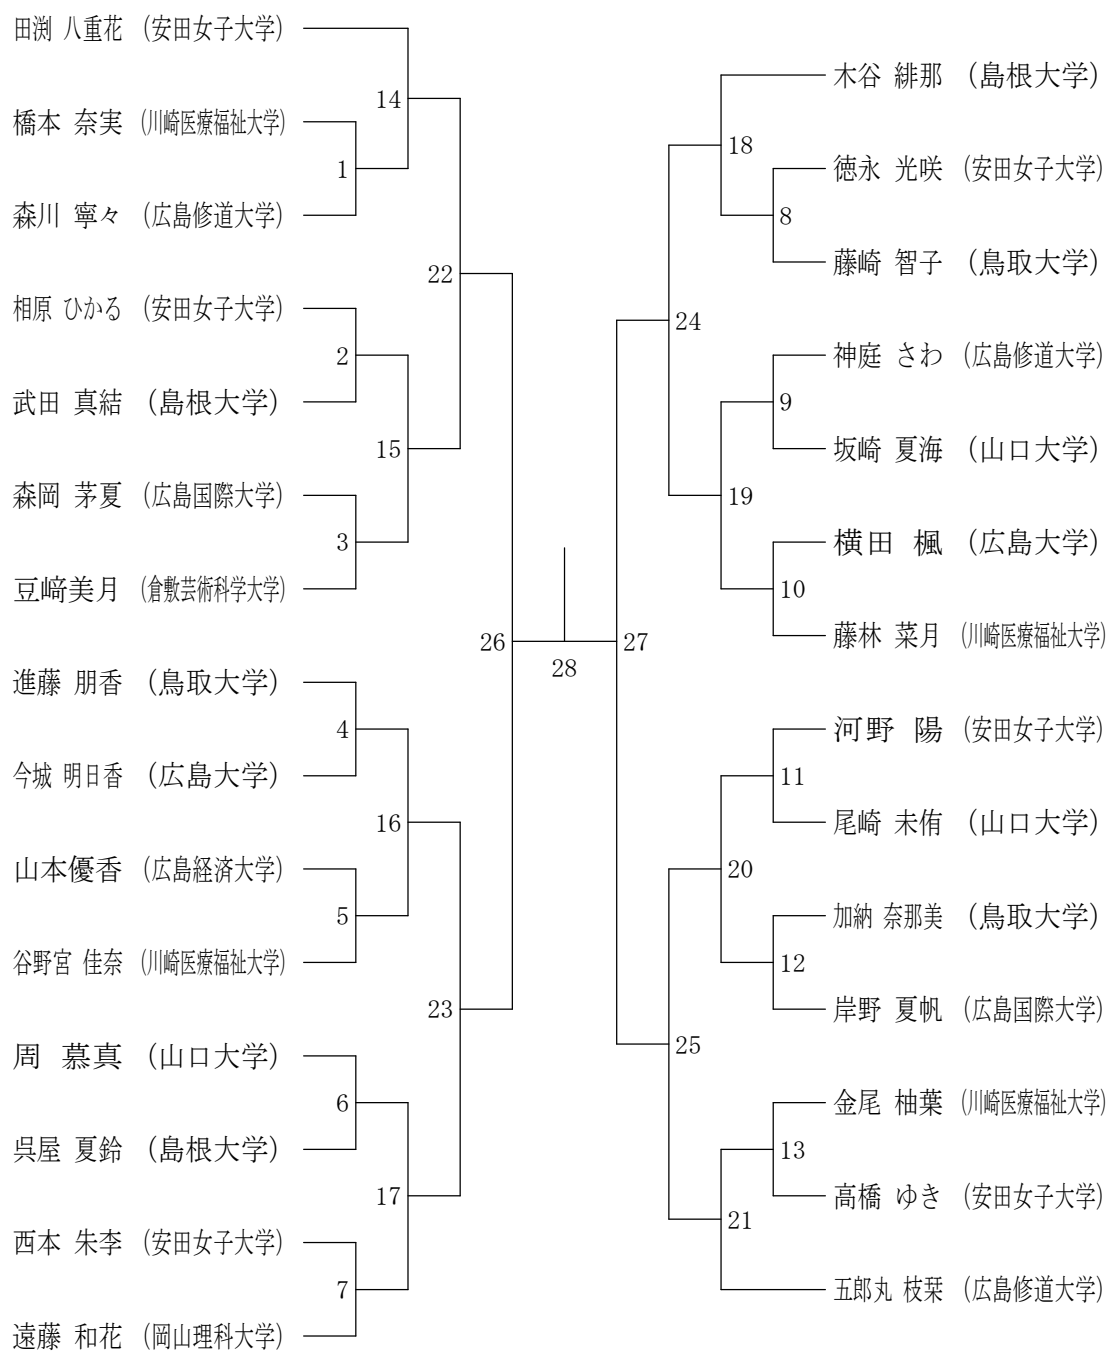 田渕 八重花 (安田女子大学)
14
橋本 奈実 (川崎医療福祉大学)
1
森川 寧々 (広島修道大学)
22
相原 ひかる (安田女子大学)
2
武田 真結 (島根大学)
15
森岡 茅夏 (広島国際大学)
3
豆﨑美月 (倉敷芸術科学大学)
26
進藤 朋香 (鳥取大学)
4
今城 明日香 (広島大学)
16
山本優香 (広島経済大学)
5
谷野宮 佳奈 (川崎医療福祉大学)
23
周 慕真 (山口大学)
6
呉屋 夏鈴 (島根大学)
17
西本 朱李 (安田女子大学)
7
遠藤 和花 (岡山理科大学)
28
木谷 緋那 (島根大学)
18
徳永 光咲 (安田女子大学)
8
藤崎 智子 (鳥取大学)
24
神庭 さわ (広島修道大学)
9
坂崎 夏海 (山口大学)
19
横田 楓 (広島大学)
10
藤林 菜月 (川崎医療福祉大学)
27
河野 陽 (安田女子大学)
11
尾崎 未侑 (山口大学)
20
加納 奈那美 (鳥取大学)
12
岸野 夏帆 (広島国際大学)
25
金尾 柚葉 (川崎医療福祉大学)
13
高橋 ゆき (安田女子大学)
21
五郎丸 枝栞 (広島修道大学)